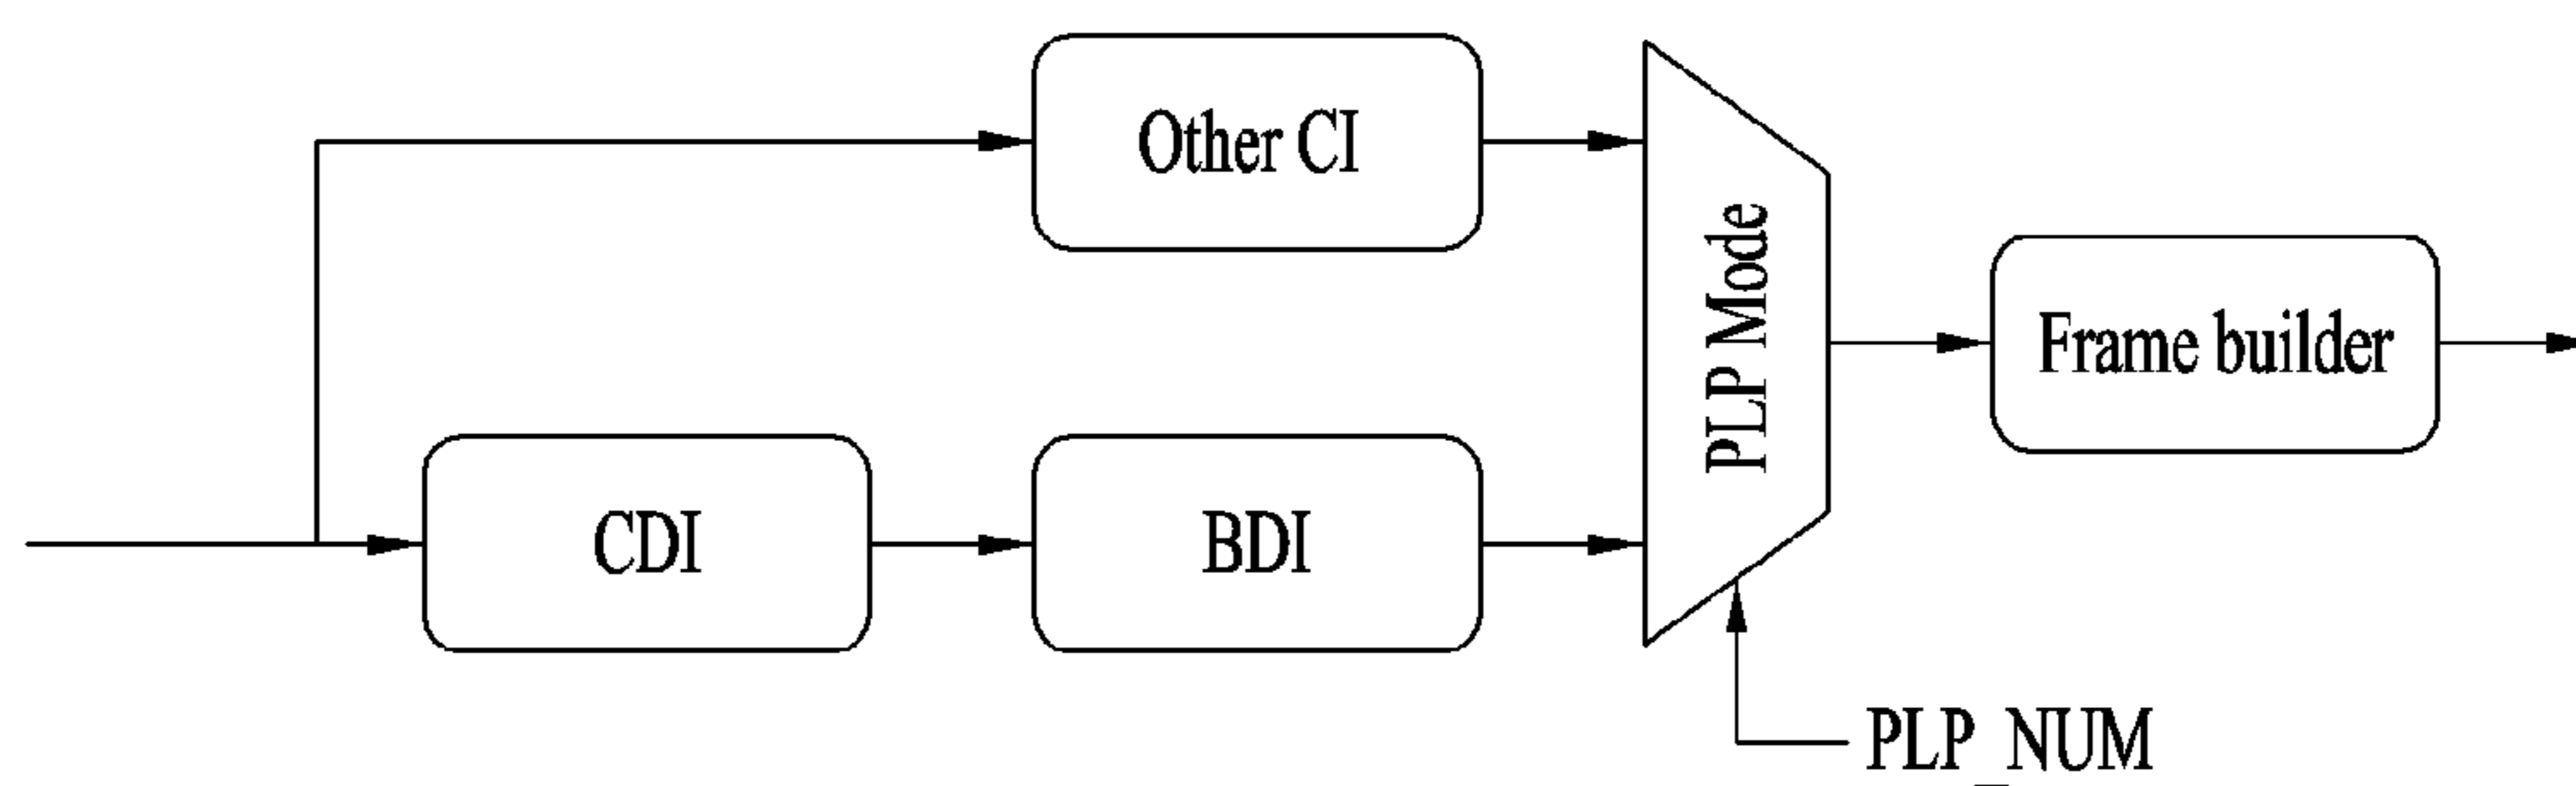 Other CI
PLP Mode
Frame builder
CDI
BDI
PLP_NUM